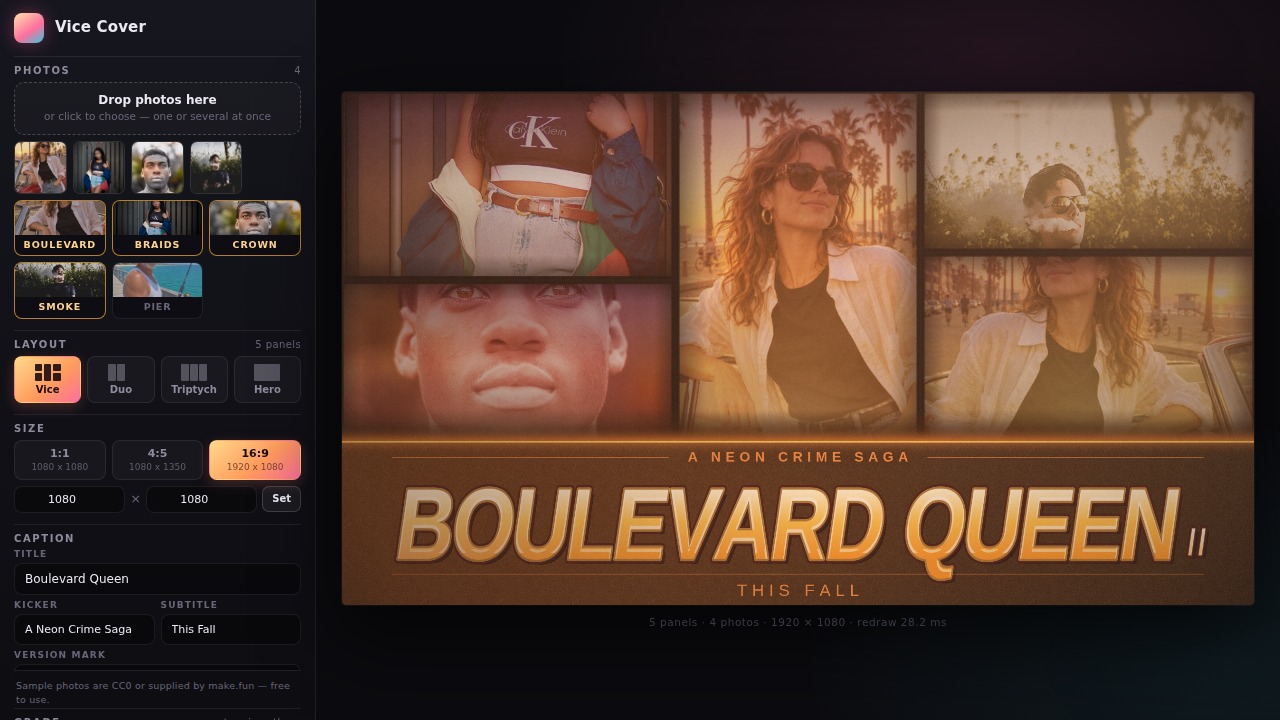 Vice Cover
PHOTOS 4
Drop photos here
or click to choose — one or several at once
BOULEVARD BRAIDS CROWN
SMOKE PIER
LAYOUT 5 panels
Vice Duo Triptych Hero
SIZE
1:1 4:5 16:9
1080 x 1080 1080 x 1350 1920 x 1080
1080 × 1080 Set
CAPTION
TITLE
Boulevard Queen
KICKER SUBTITLE
A Neon Crime Saga This Fall
VERSION MARK
Sample photos are CC0 or supplied by make.fun — free
to use.
CK
Calvin Klein
A NEON CRIME SAGA
BOULEVARD QUEEN II
THIS FALL
5 panels · 4 photos · 1920 × 1080 · redraw 28.2 ms